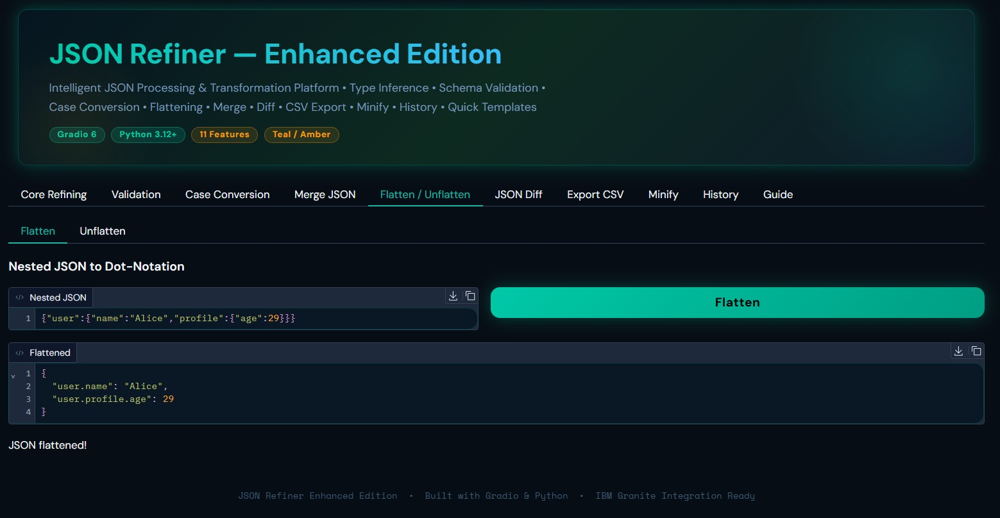 JSON Refiner — Enhanced Edition
Intelligent JSON Processing & Transformation Platform • Type Inference • Schema Validation •
Case Conversion • Flattening • Merge • Diff • CSV Export • Minify • History • Quick Templates
Gradio 6 Python 3.12+ 11 Features Teal / Amber
Core Refining Validation Case Conversion Merge JSON Flatten / Unflatten JSON Diff Export CSV Minify History Guide
Flatten Unflatten
Nested JSON to Dot-Notation
Nested JSON
1 {"user":{"name":"Alice","profile":{"age":29}}}
Flatten
Flattened
1 {
2 "user.name": "Alice",
3 "user.profile.age": 29
4 }
JSON flattened!
JSON Refiner Enhanced Edition • Built with Gradio & Python • IBM Granite Integration Ready